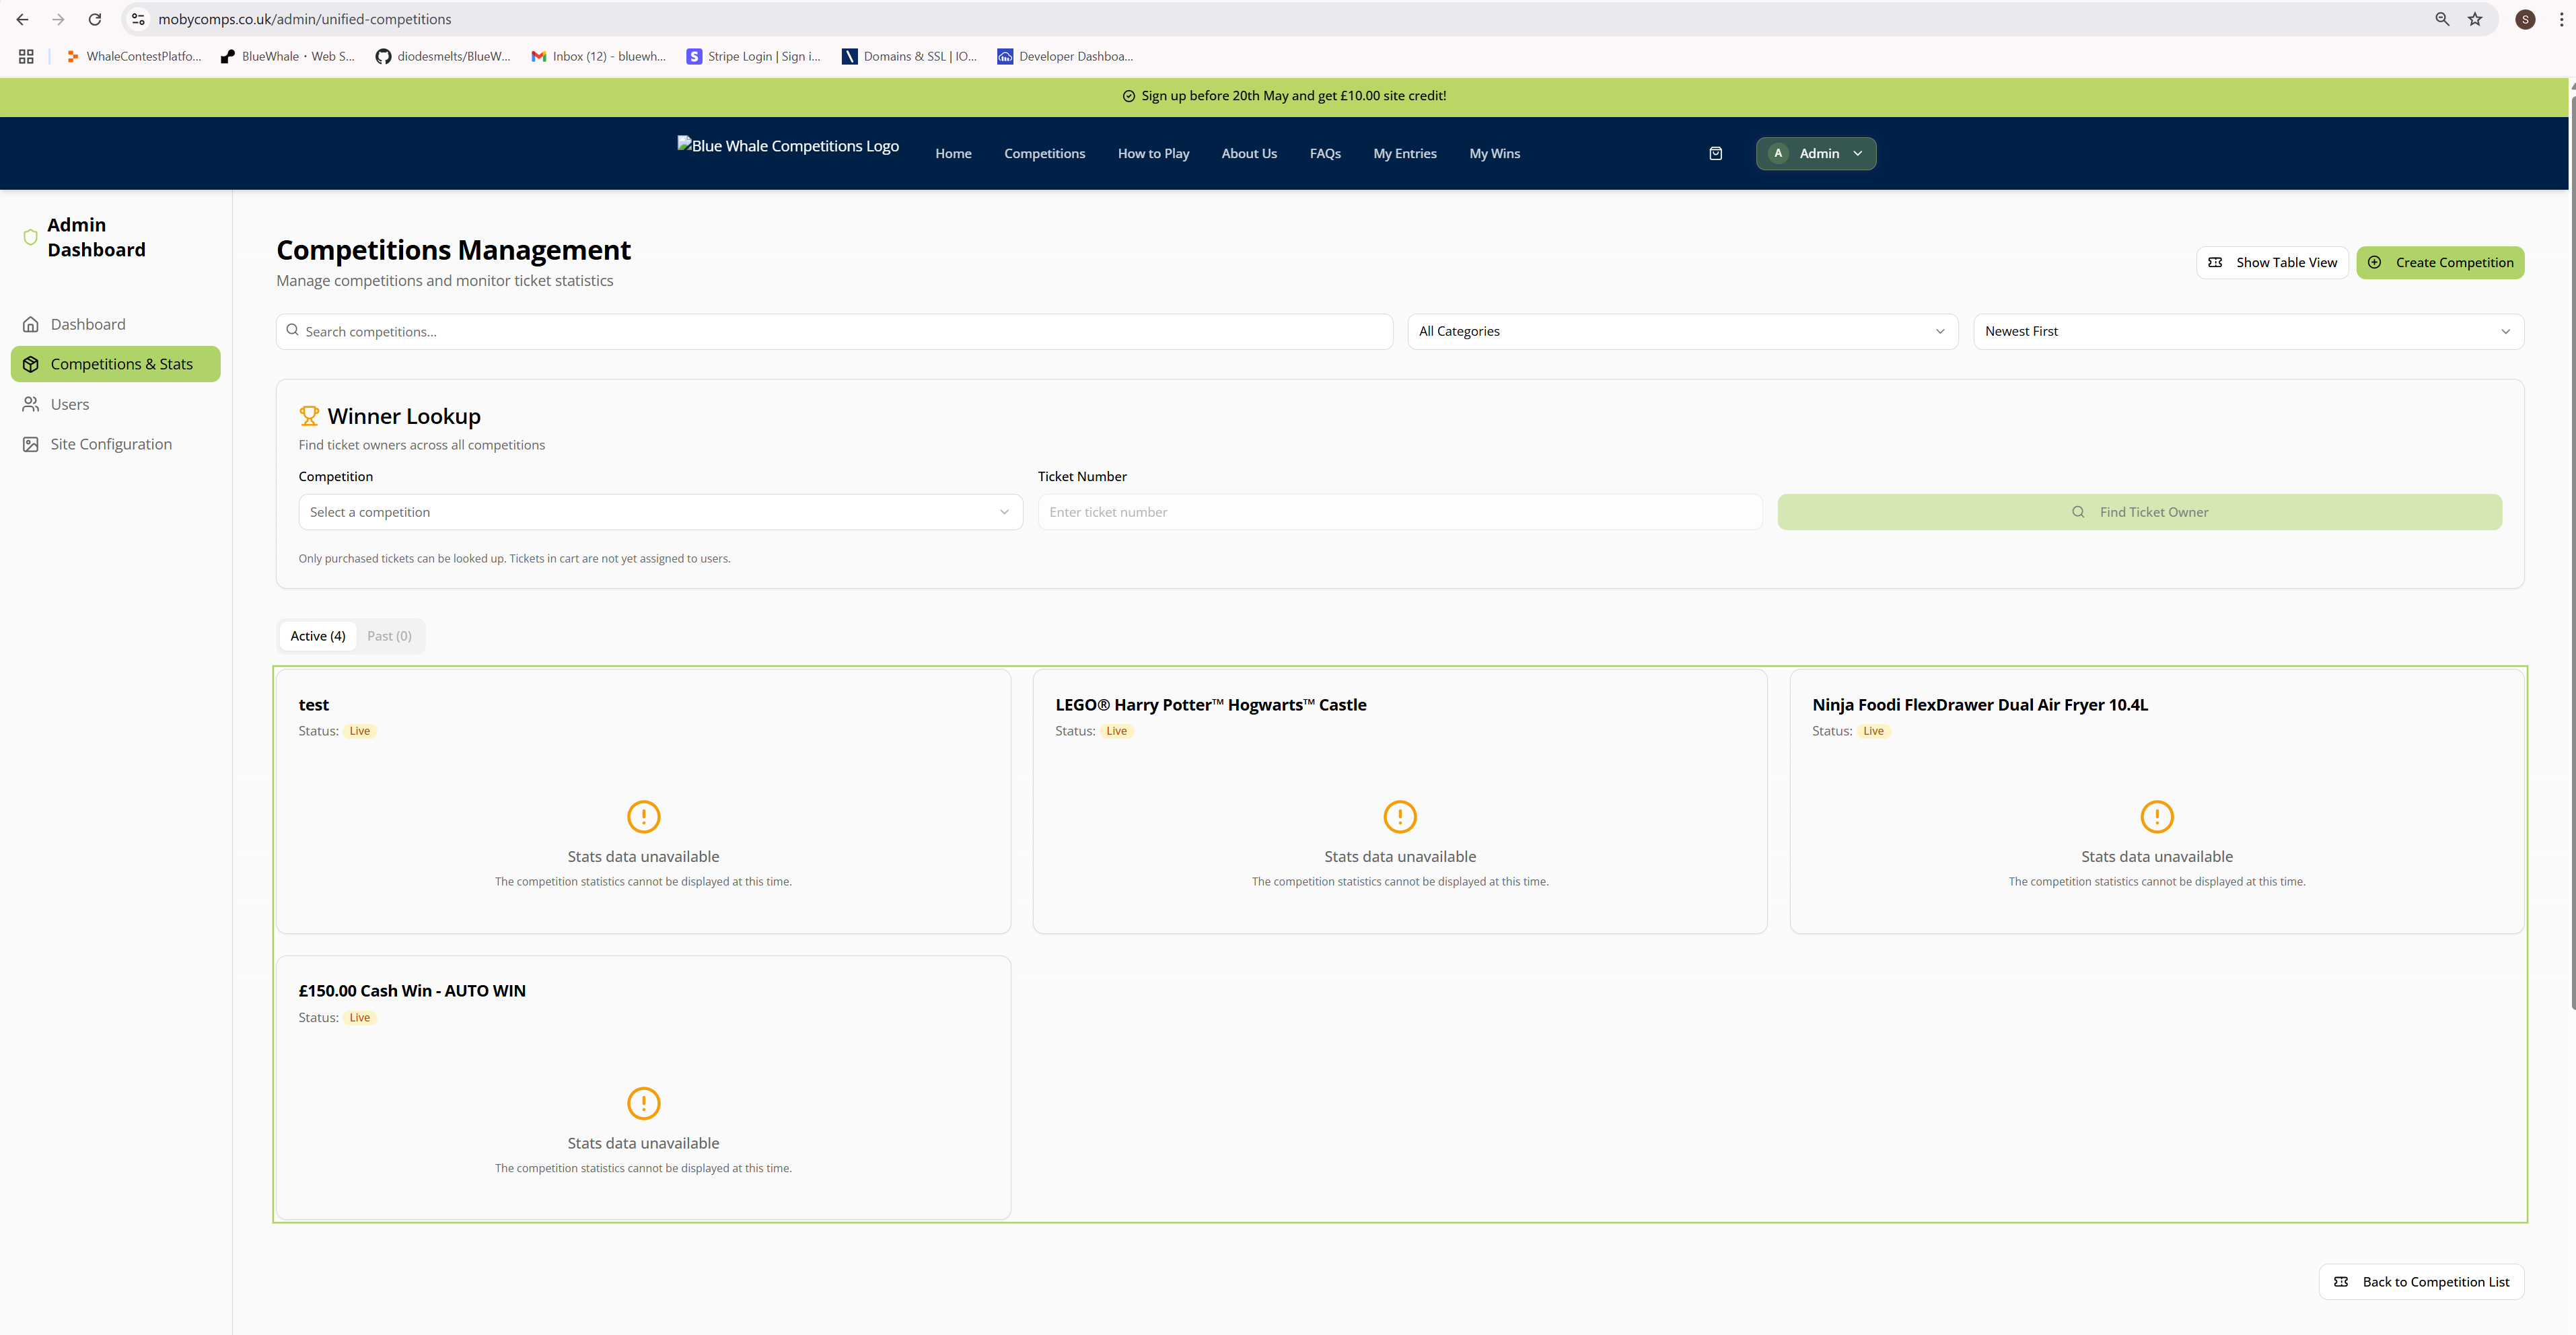 mobycomps.co.uk/admin/unified-competitions
S
WhaleContestPlatfo...
BlueWhale · Web S...
diodesmelts/BlueW...
Inbox (12) - bluewh...
Stripe Login | Sign i...
Domains & SSL | IO...
Developer Dashboa...
Sign up before 20th May and get £10.00 site credit!
Blue Whale Competitions Logo
Home
Competitions
How to Play
About Us
FAQs
My Entries
My Wins
A Admin
Admin
Dashboard
Dashboard
Competitions & Stats
Users
Site Configuration
Competitions Management
Manage competitions and monitor ticket statistics
Show Table View
Create Competition
Search competitions...
All Categories
Newest First
Winner Lookup
Find ticket owners across all competitions
Competition
Ticket Number
Select a competition
Enter ticket number
Find Ticket Owner
Only purchased tickets can be looked up. Tickets in cart are not yet assigned to users.
Active (4)
Past (0)
test
Status: Live
Stats data unavailable
The competition statistics cannot be displayed at this time.
LEGO® Harry Potter™ Hogwarts™ Castle
Status: Live
Stats data unavailable
The competition statistics cannot be displayed at this time.
Ninja Foodi FlexDrawer Dual Air Fryer 10.4L
Status: Live
Stats data unavailable
The competition statistics cannot be displayed at this time.
£150.00 Cash Win - AUTO WIN
Status: Live
Stats data unavailable
The competition statistics cannot be displayed at this time.
Back to Competition List